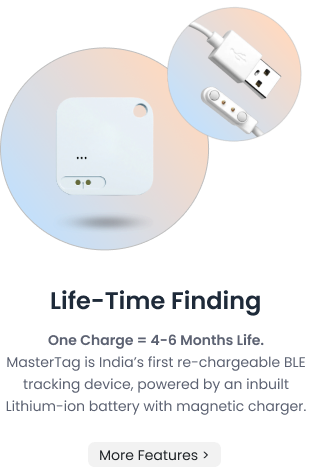 Life-Time Finding
One Charge = 4-6 Months Life.
MasterTag is India’s first re-chargeable BLE
tracking device, powered by an inbuilt
Lithium-ion battery with magnetic charger.
More Features >